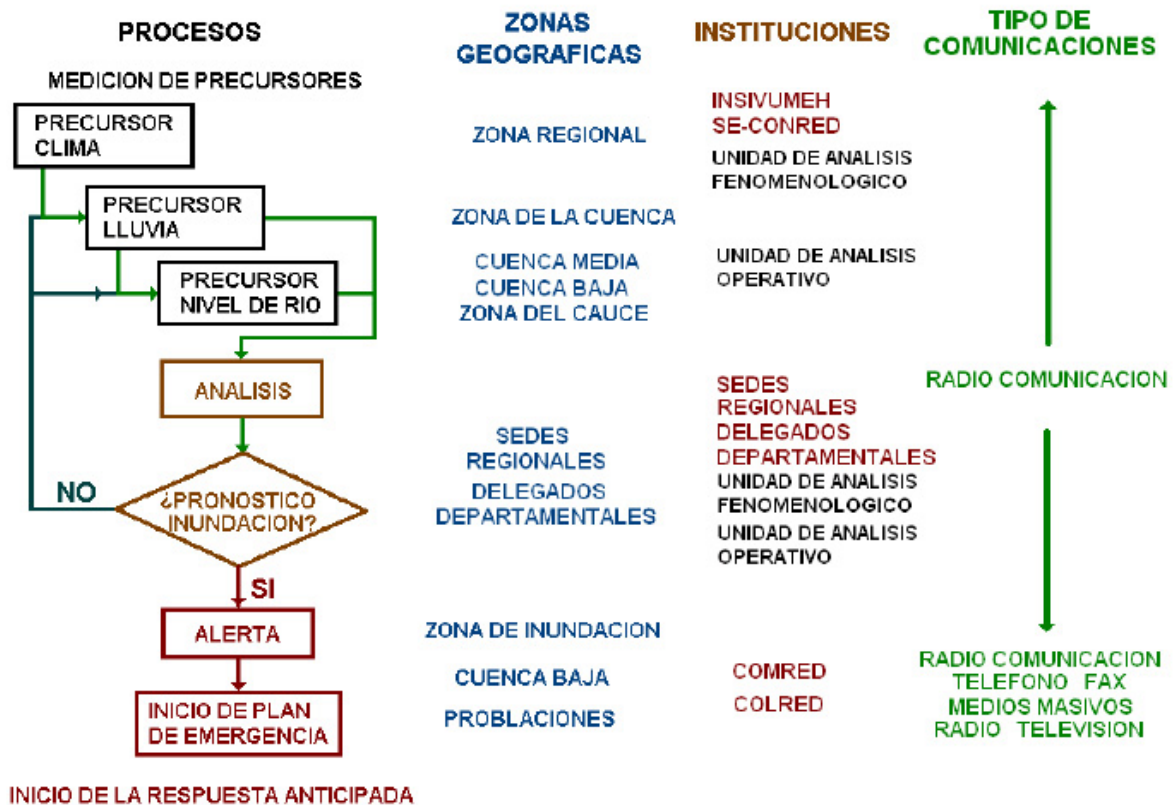 PROCESOS
ZONAS
GEOGRAFICAS
INSTITUCIONES
TIPO DE
COMUNICACIONES
MEDICION DE PRECURSORES
PRECURSOR
CLIMA
PRECURSOR
LLUVIA
PRECURSOR
NIVEL DE RIO
ANALISIS
¿PRONOSTICO
INUNDACION?
NO
SI
ALERTA
INICIO DE PLAN
DE EMERGENCIA
INICIO DE LA RESPUESTA ANTICIPADA
ZONA REGIONAL
ZONA DE LA CUENCA
CUENCA MEDIA
CUENCA BAJA
ZONA DEL CAUCE
SEDES
REGIONALES
DELEGADOS
DEPARTAMENTALES
ZONA DE INUNDACION
CUENCA BAJA
PROBLACIONES
INSIVUMEH
SE-CONRED
UNIDAD DE ANALISIS
FENOMENOLOGICO
UNIDAD DE ANALISIS
OPERATIVO
SEDES
REGIONALES
DELEGADOS
DEPARTAMENTALES
UNIDAD DE ANALISIS
FENOMENOLOGICO
UNIDAD DE ANALISIS
OPERATIVO
COMRED
COLRED
RADIO COMUNICACION
RADIO COMUNICACION
TELEFONO FAX
MEDIOS MASIVOS
RADIO TELEVISION